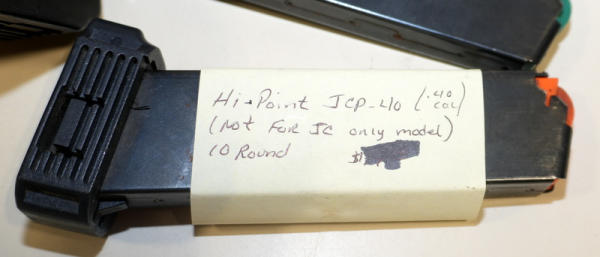 Hi-Point JCP-40 (.40 CAL)
(Not For JC only model)
10 Round $